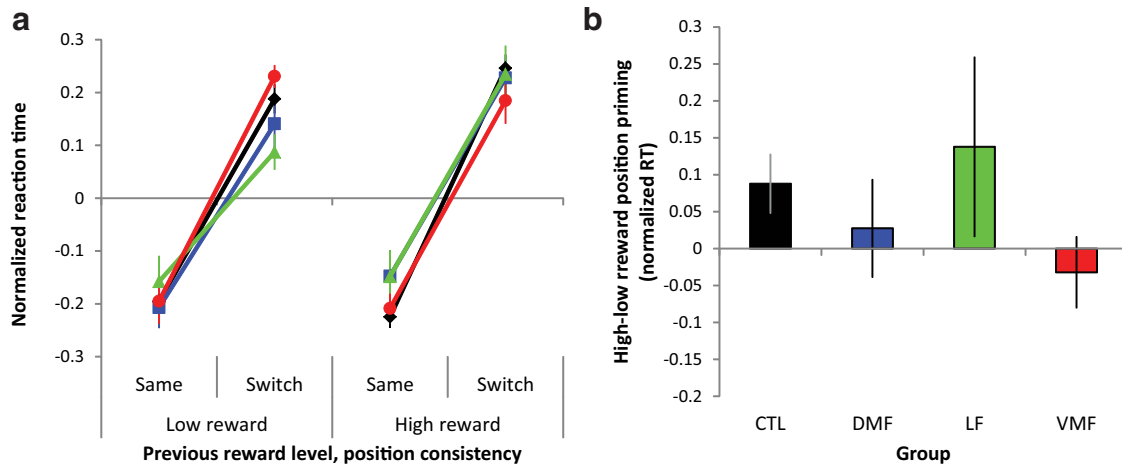 a
Normalized reaction time
0.3
0.2
0.1
0
-0.1
-0.2
-0.3
Same Switch Same Switch
Low reward High reward
Previous reward level, position consistency
b
High-low rreward position priming
(normalized RT)
0.3
0.25
0.2
0.15
0.1
0.05
0
-0.05
-0.1
-0.15
-0.2
CTL DMF LF VMF
Group